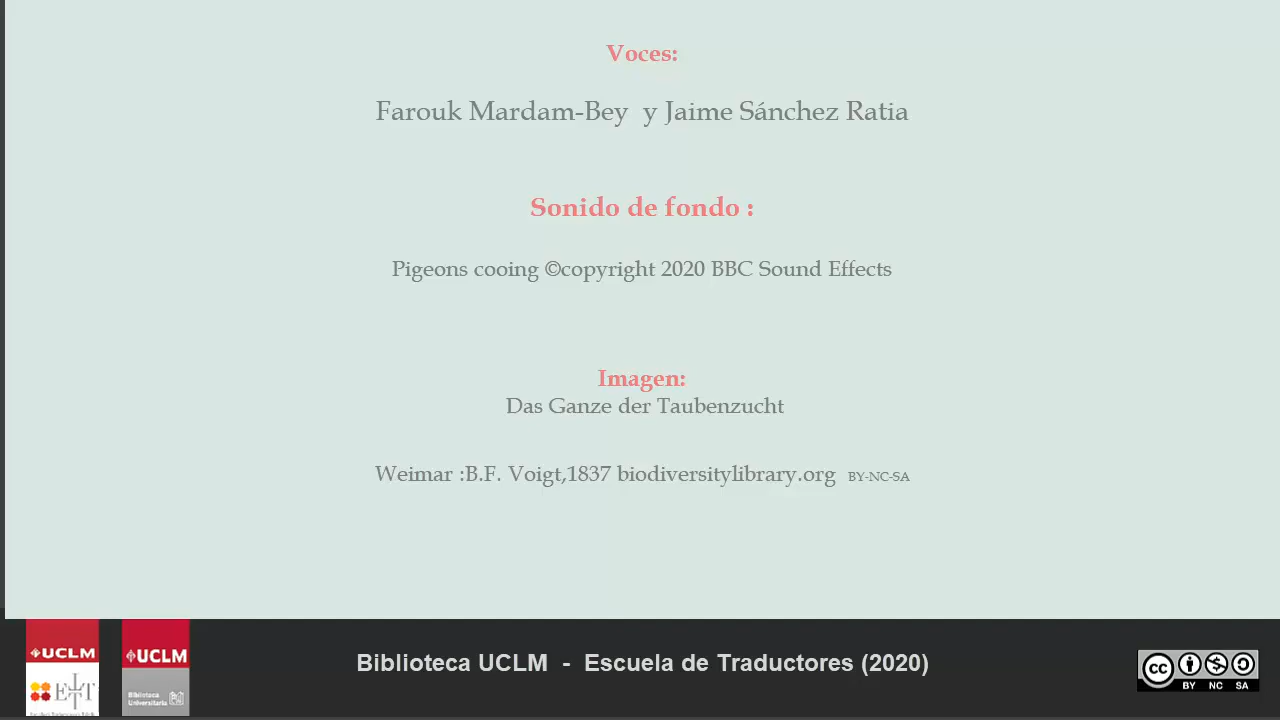 Voces:
Farouk Mardam-Bey y Jaime Sánchez Ratia
Sonido de fondo :
Pigeons cooing ©copyright 2020 BBC Sound Effects
Imagen:
Das Ganze der Taubenzucht
Weimar :B.F. Voigt,1837 biodiversitylibrary.org BY-NC-SA
UCLM
UCLM
Biblioteca Universitaria
Biblioteca UCLM - Escuela de Traductores (2020)
cc
BY NC SA